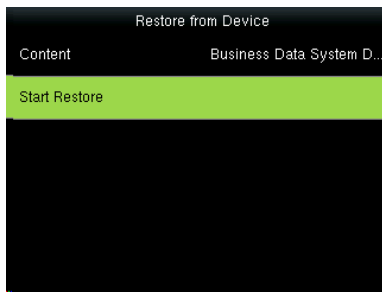 Restore from Device
Content Business Data System D...
Start Restore